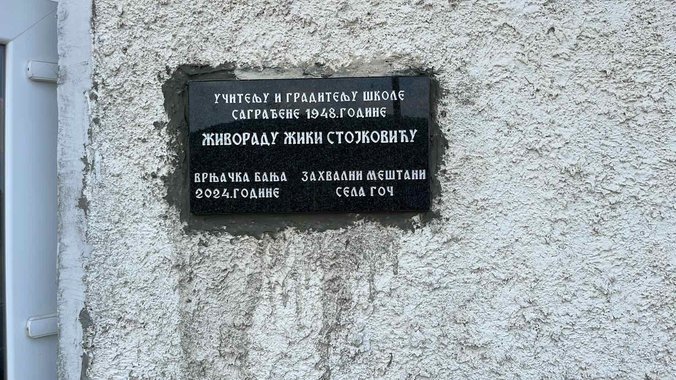 УЧИТЕЉУ И ГРАДИТЕЉУ ШКОЛЕ
САГРАЂЕНЕ 1948.ГОДИНЕ
ЖИВОРАДУ ЖИКИ СТОЈКОВИЋУ
ВРЊАЧКА БАЊА ЗАХВАЛНИ МЕШТАНИ
2024.ГОДИНЕ СЕЛА ГОЧ